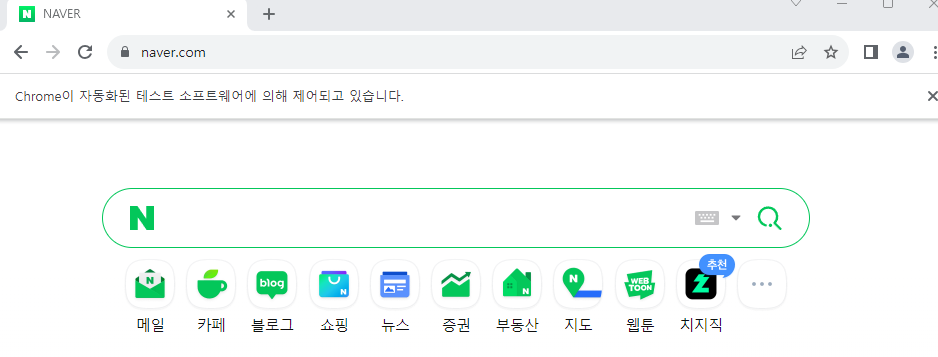 NAVER
naver.com
Chrome이 자동화된 테스트 소프트웨어에 의해 제어되고 있습니다.
N
N blog N N N WEB TOON 추천
메일 카페 블로그 쇼핑 뉴스 증권 부동산 지도 웹툰 치지직